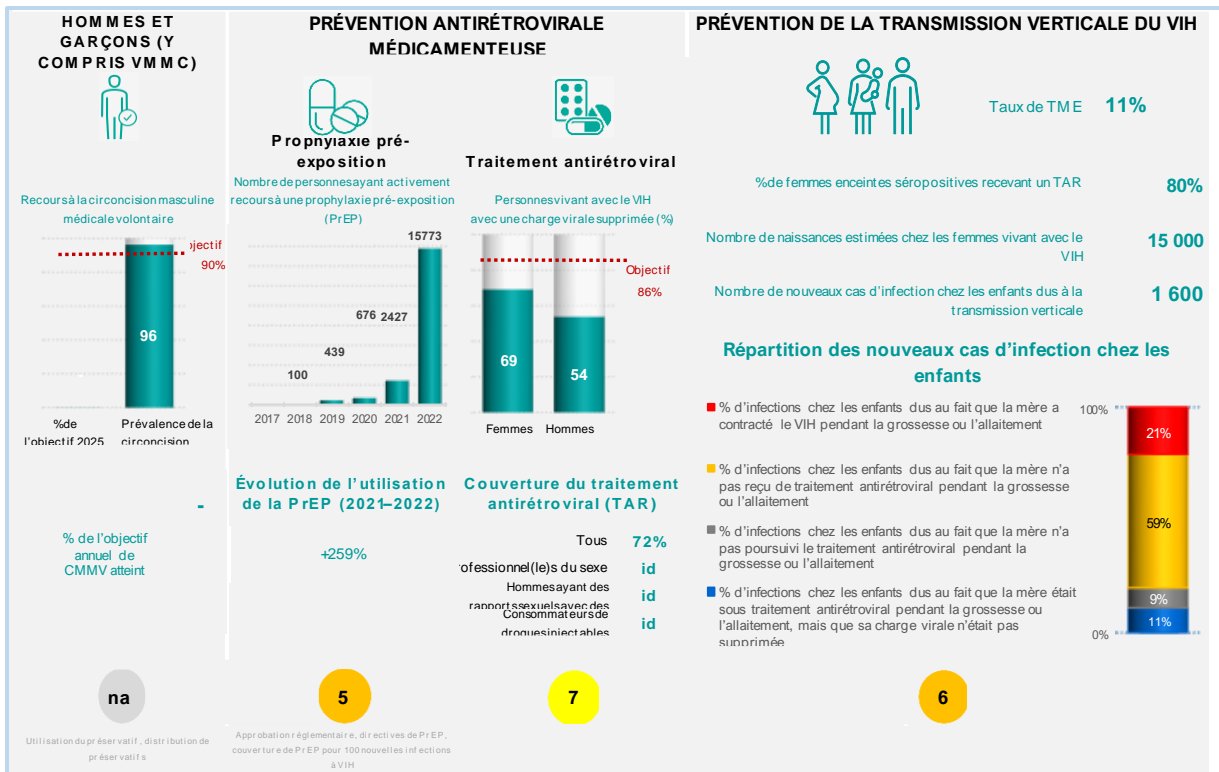 HOMMES ET
GARÇONS (Y
COMPRIS VMMC)
Recours à la circoncision masculine
médicale volontaire
Objectif
90%
96
-
%de
l'objectif 2025
Prévalence de la
circoncision
-
% de l'objectif
annuel de
CMMV atteint
na
Utilisation du préservatif, distribution de
préservatifs
PRÉVENTION ANTIRÉTROVIRALE
MÉDICAMENTEUSE
Prophylaxie pré-
exposition
Nombre de personnes ayant activement
recours à une prophylaxie pré-exposition
(PrEP)
15773
676 2427
439
100
2017 2018 2019 2020 2021 2022
Évolution de l'utilisation
de la PrEP (2021–2022)
+259%
5
Approbation réglementaire, directives de PrEP,
couverture de PrEP pour 100 nouvelles infections
à VIH
Traitement antirétroviral
Personnes vivant avec le VIH
avec une charge virale supprimée (%)
Objectif
86%
69
54
Femmes Hommes
Couverture du traitement
antirétroviral (TAR)
Tous 72%
rofessionnel(le)s du sexe id
Hommes ayant des
rapports sexuels avec des id
Consommateurs de
drogues injectables id
7
PRÉVENTION DE LA TRANSMISSION VERTICALE DU VIH
Taux de TME 11%
%de femmes enceintes séropositives recevant un TAR 80%
Nombre de naissances estimées chez les femmes vivant avec le
VIH 15 000
Nombre de nouveaux cas d'infection chez les enfants dus à la
transmission verticale 1 600
Répartition des nouveaux cas d'infection chez les
enfants
% d'infections chez les enfants dus au fait que la mère a
contracté le VIH pendant la grossesse ou l'allaitement
% d'infections chez les enfants dus au fait que la mère n'a
pas reçu de traitement antirétroviral pendant la grossesse
ou l'allaitement
% d'infections chez les enfants dus au fait que la mère n'a
pas poursuivi le traitement antirétroviral pendant la
grossesse ou l'allaitement
% d'infections chez les enfants dus au fait que la mère était
sous traitement antirétroviral pendant la grossesse ou
l'allaitement, mais que sa charge virale n'était pas
supprimée
100%
21%
59%
9%
11%
0%
6